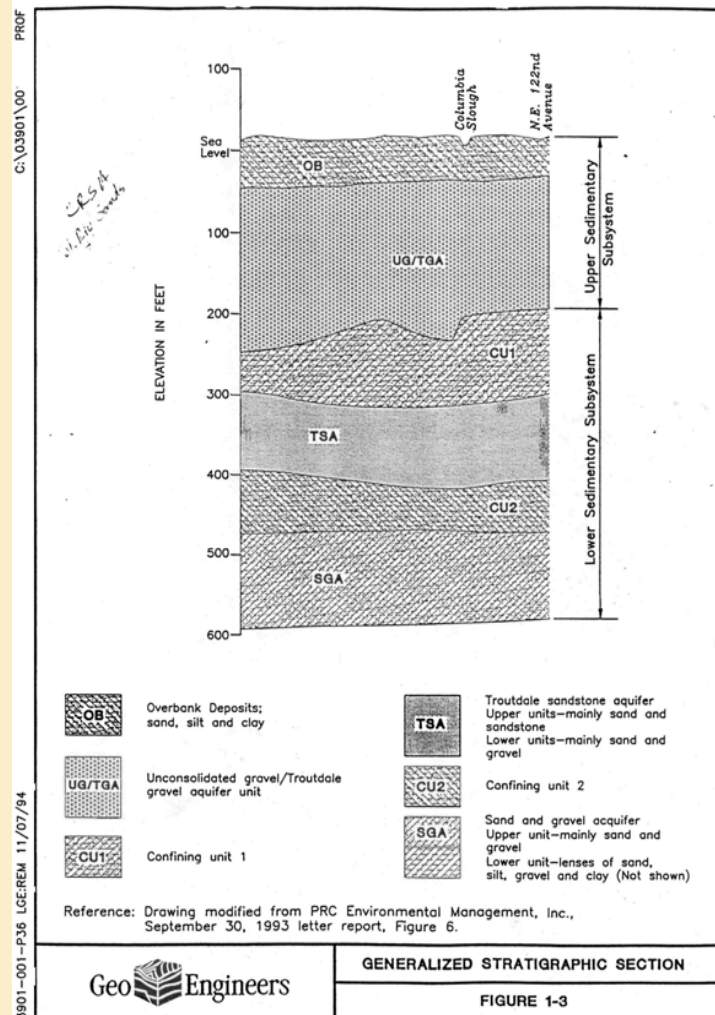 C:\03901\00 PROF
3901-001-P36 LGE:REM 11/07/94
100
Sea
Level
100
200
300
400
500
600
ELEVATION IN FEET
Columbia
Slough
N.E. 122nd
Avenue
OB
UG/TGA
CU1
TSA
CU2
SGA
Upper Sedimentary
Subsystem
Lower Sedimentary Subsystem
OB
Overbank Deposits;
sand, silt and clay
UG/TGA
Unconsolidated gravel/Troutdale
gravel aquifer unit
CU1
Confining unit 1
TSA
Troutdale sandstone aquifer
Upper units—mainly sand and
sandstone
Lower units—mainly sand and
gravel
CU2
Confining unit 2
SGA
Sand and gravel acquifer
Upper unit—mainly sand and
gravel
Lower unit—lenses of sand,
silt, gravel and clay (Not shown)
Reference: Drawing modified from PRC Environmental Management, Inc.,
September 30, 1993 letter report, Figure 6.
Geo Engineers
GENERALIZED STRATIGRAPHIC SECTION
FIGURE 1-3